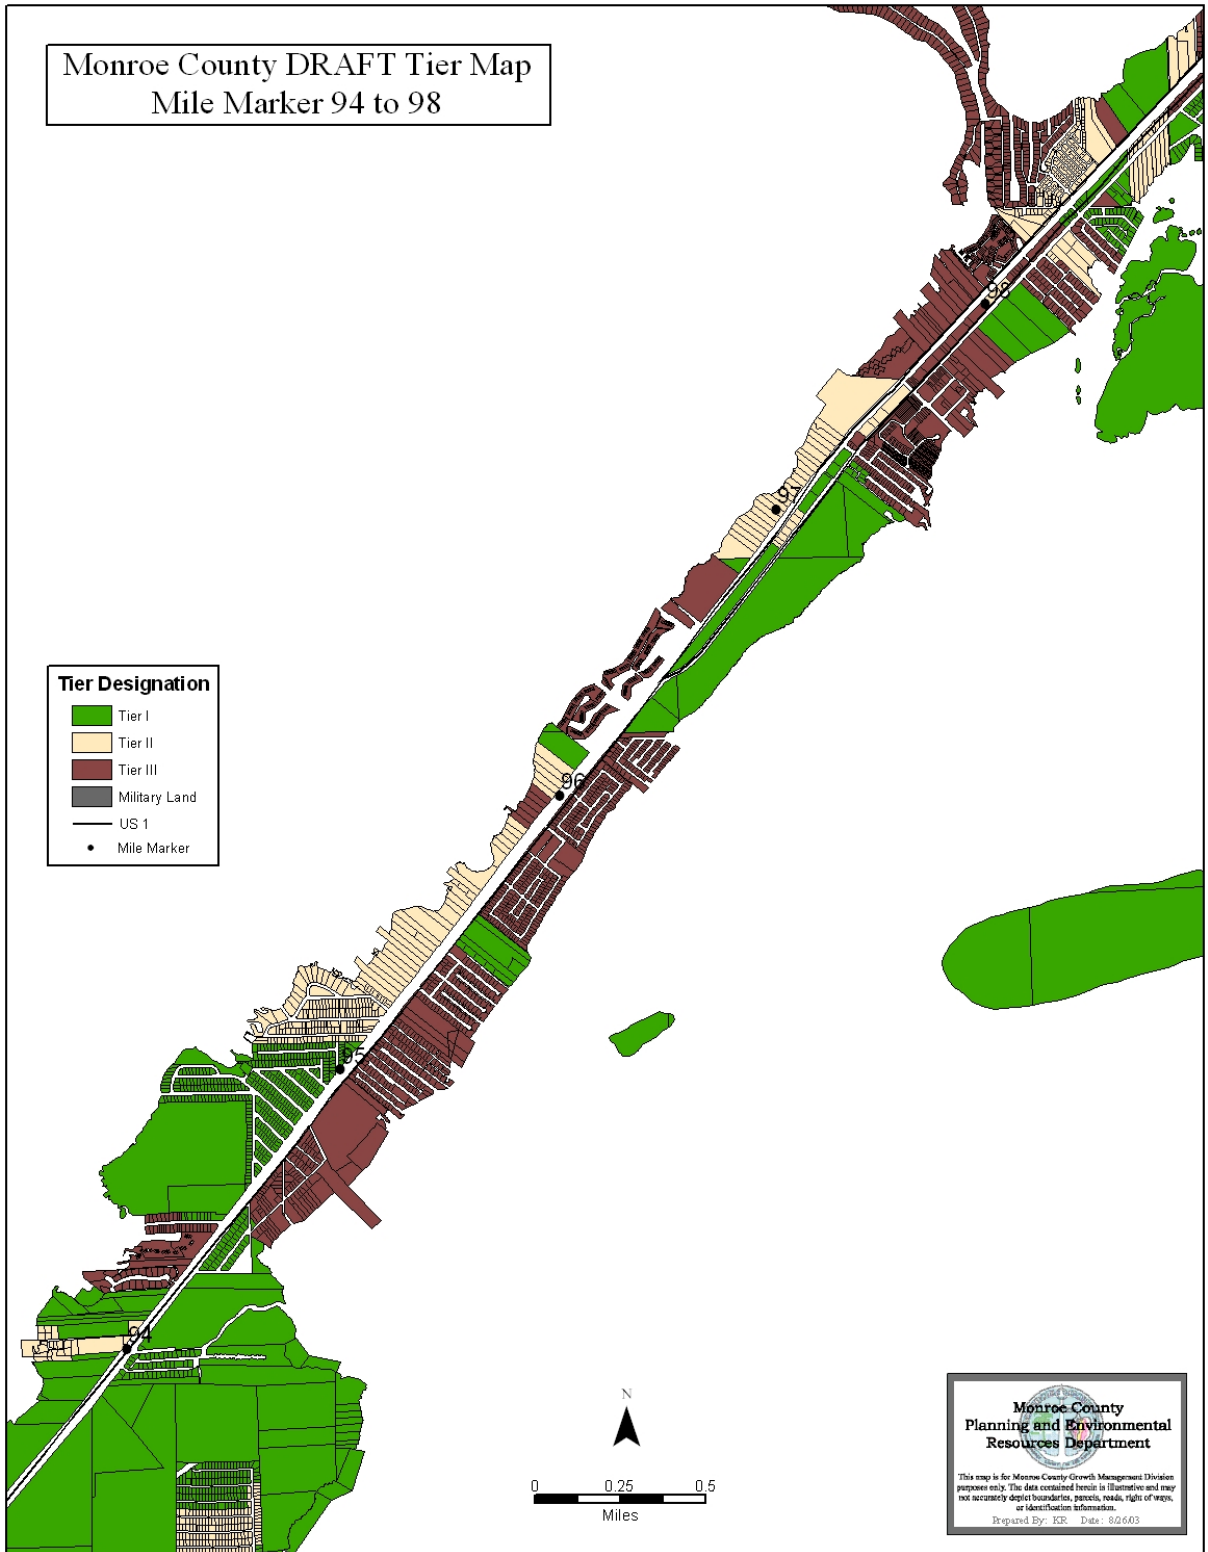 Monroe County DRAFT Tier Map
Mile Marker 94 to 98
98
97
96
95
94
Tier Designation
Tier I
Tier II
Tier III
Military Land
US 1
Mile Marker
N
0 0.25 0.5
Miles
Monroe County
Planning and Environmental
Resources Department
This map is for Monroe County Growth Management Division
purposes only. The data contained herein is illustrative and may
not accurately depict boundaries, parcels, roads, right of ways,
or identification information.
Prepared By: KR Date: 8/26/03